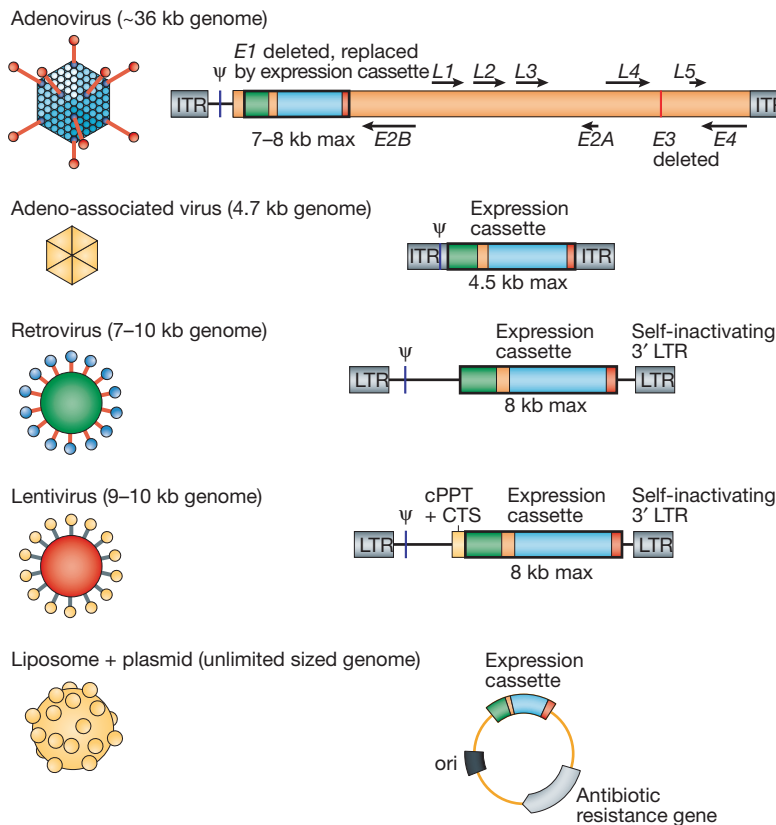 Adenovirus (~36 kb genome)
E1 deleted, replaced
by expression cassette
ψ
L1
L2
L3
L4
L5
ITR
ITR
7–8 kb max
E2B
E2A
E3
deleted
E4
Adeno-associated virus (4.7 kb genome)
Expression
cassette
ψ
ITR
ITR
4.5 kb max
Retrovirus (7–10 kb genome)
Expression
cassette
Self-inactivating
3′ LTR
ψ
LTR
LTR
8 kb max
Lentivirus (9–10 kb genome)
cPPT
+ CTS
Expression
cassette
Self-inactivating
3′ LTR
ψ
LTR
LTR
8 kb max
Liposome + plasmid (unlimited sized genome)
Expression
cassette
ori
Antibiotic
resistance gene